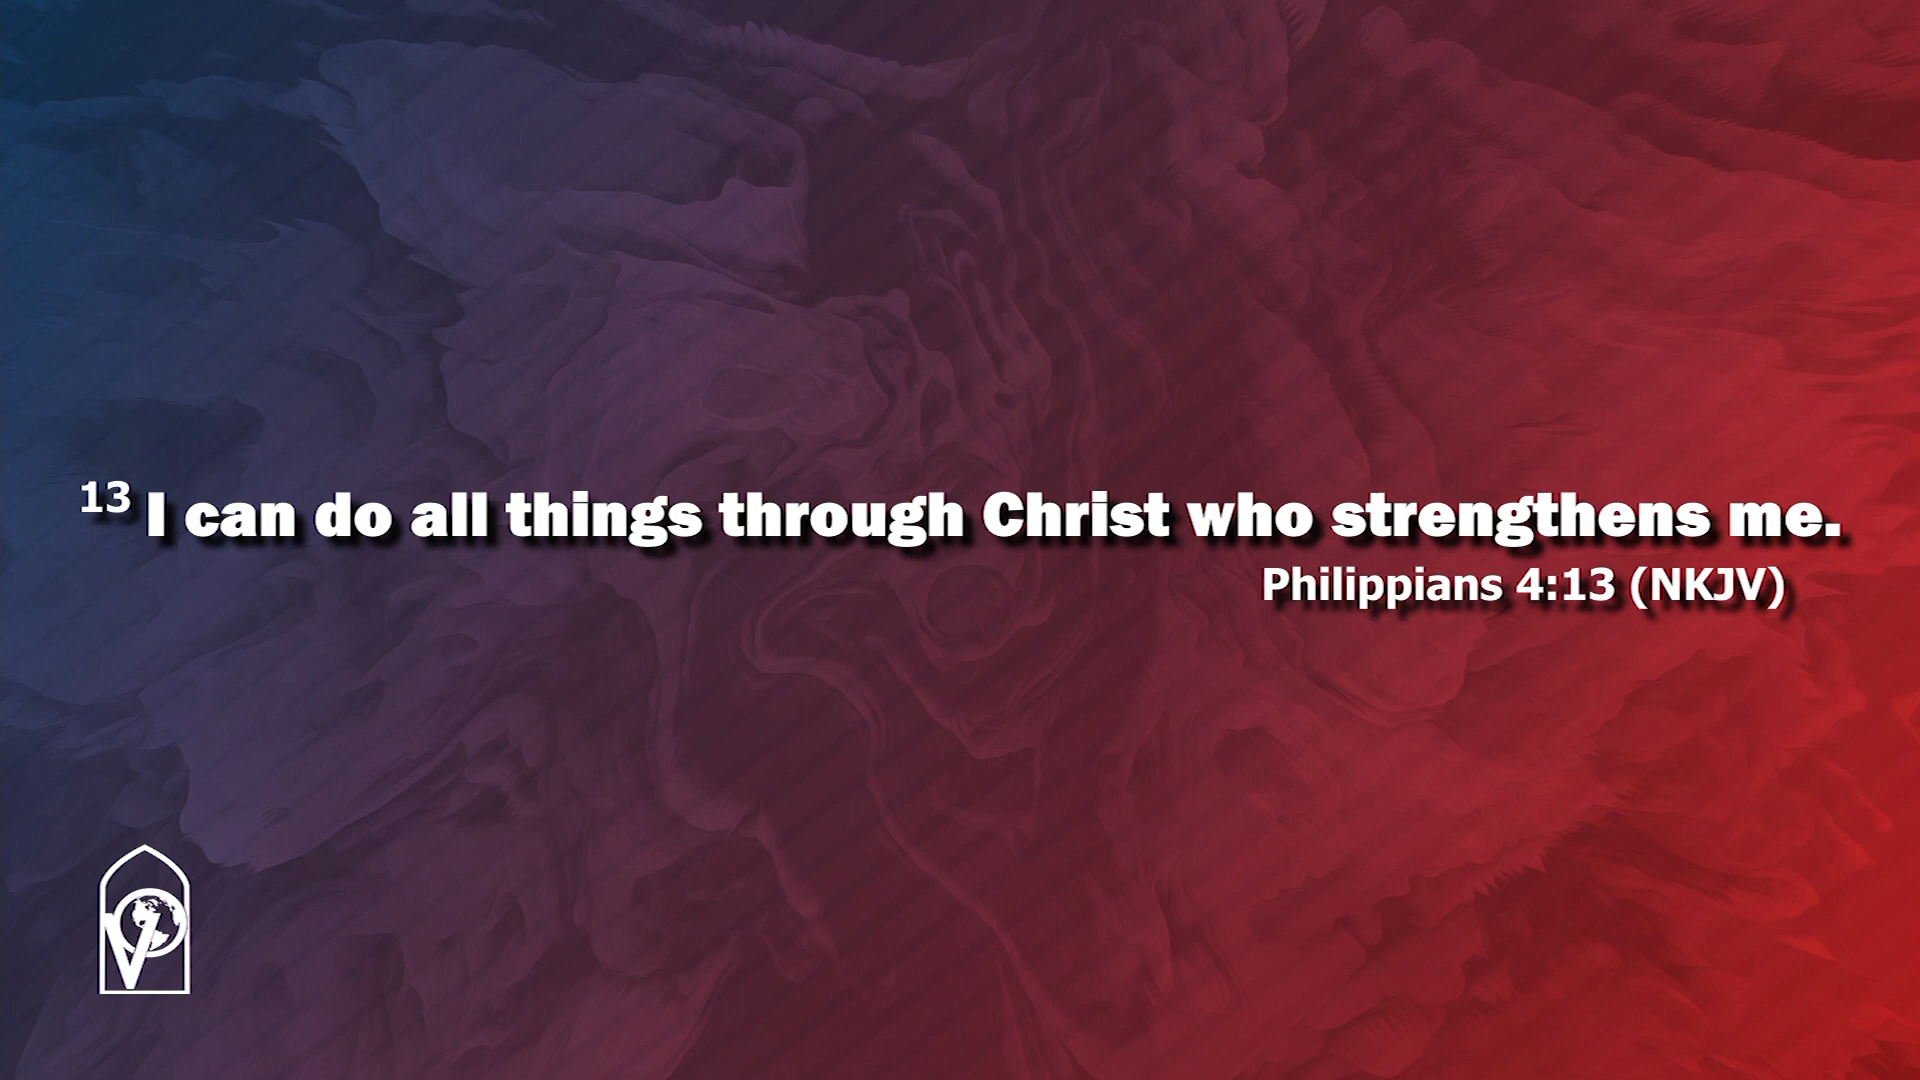 13 I can do all things through Christ who strengthens me.
Philippians 4:13 (NKJV)